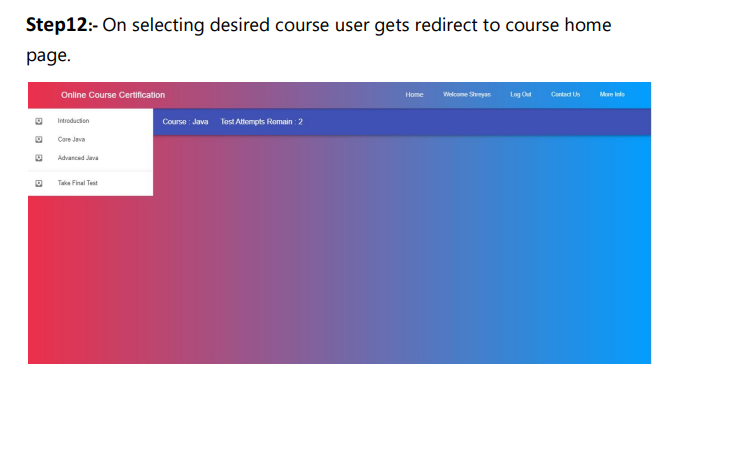 Step12:- On selecting desired course user gets redirect to course home
page.
Online Course Certification Home Welcome Shreyas Log Out Contact Us More Info
Introduction
Course : Java Test Attempts Remain : 2
Core Java
Advanced Java
Take Final Test